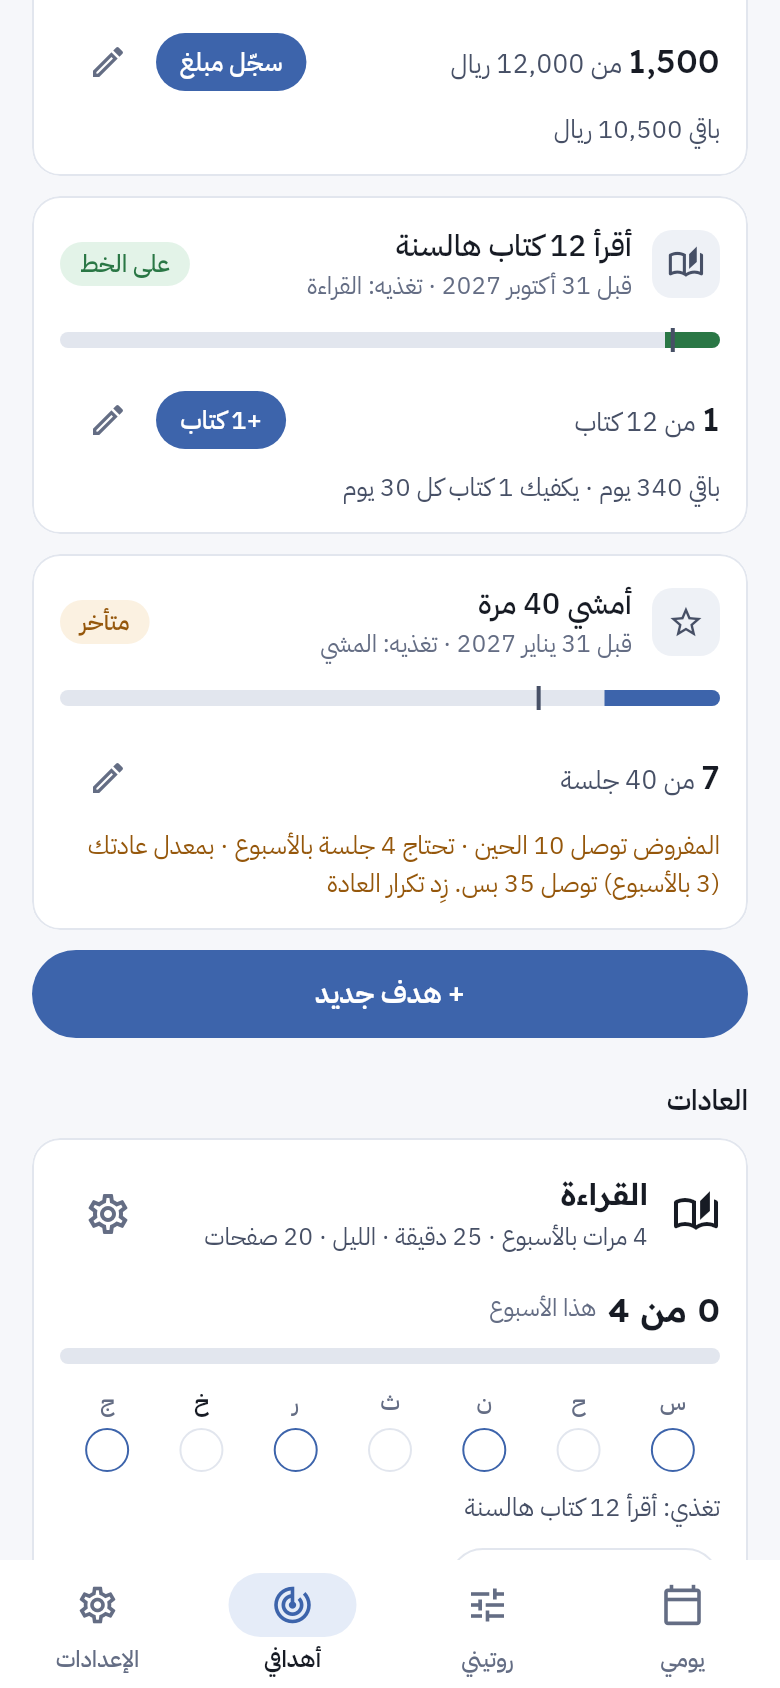 1,500 من 12,000 ريال
سجّل مبلغ
باقي 10,500 ريال
أقرأ 12 كتاب هالسنة
على الخط
قبل 31 أكتوبر 2027 · تغذيه: القراءة
1 من 12 كتاب
+1 كتاب
باقي 340 يوم · يكفيك 1 كتاب كل 30 يوم
أمشي 40 مرة
متأخر
قبل 31 يناير 2027 · تغذيه: المشي
7 من 40 جلسة
المفروض توصل 10 الحين · تحتاج 4 جلسة بالأسبوع · بمعدل عادتك
(3 بالأسبوع) توصل 35 بس. زِد تكرار العادة
+ هدف جديد
العادات
القراءة
4 مرات بالأسبوع · 25 دقيقة · الليل · 20 صفحات
0 من 4 هذا الأسبوع
س ح ن ث ر خ ج
تغذي: أقرأ 12 كتاب هالسنة
يومي روتيني أهدافي الإعدادات